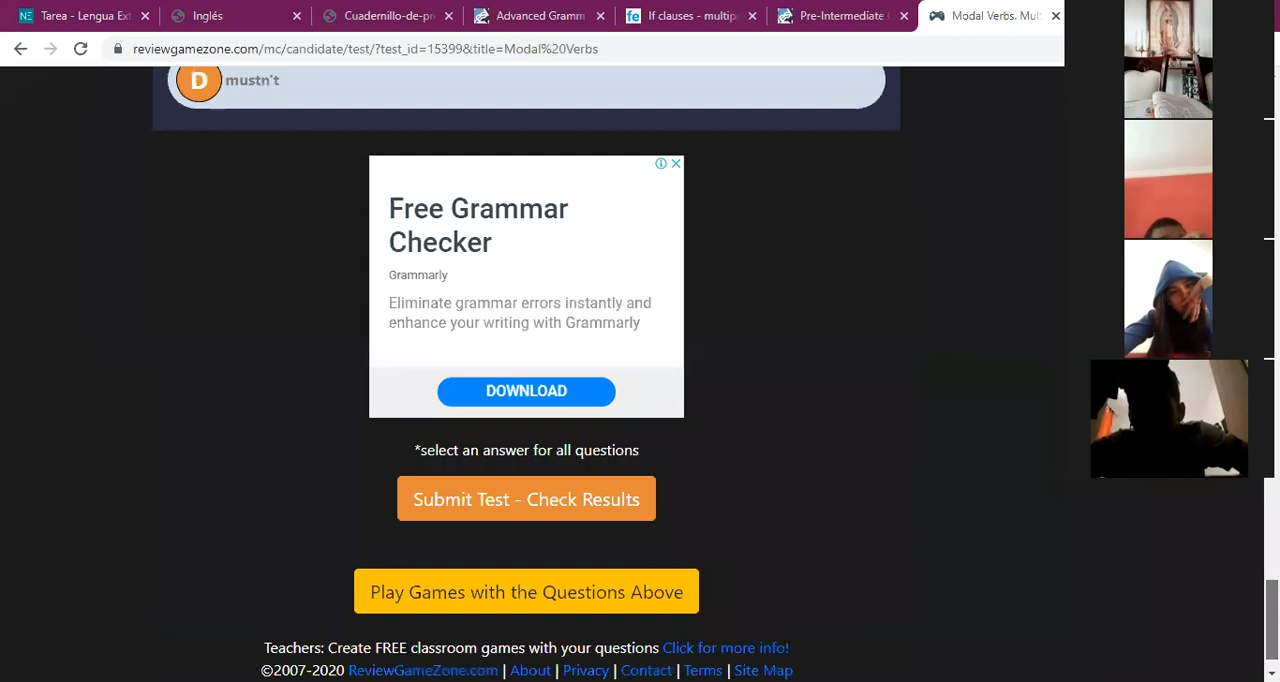 Tarea - Lengua Ext
Inglés
Cuadernillo-de-pr
Advanced Gramm
If clauses - multip
Pre-Intermediate
Modal Verbs. Mul
reviewgamezone.com/mc/candidate/test/?test_id=15399&title=Modal%20Verbs
D mustn't
Free Grammar
Checker
Grammarly
Eliminate grammar errors instantly and
enhance your writing with Grammarly
DOWNLOAD
*select an answer for all questions
Submit Test - Check Results
Play Games with the Questions Above
Teachers: Create FREE classroom games with your questions Click for more info!
©2007-2020 ReviewGameZone.com | About | Privacy | Contact | Terms | Site Map